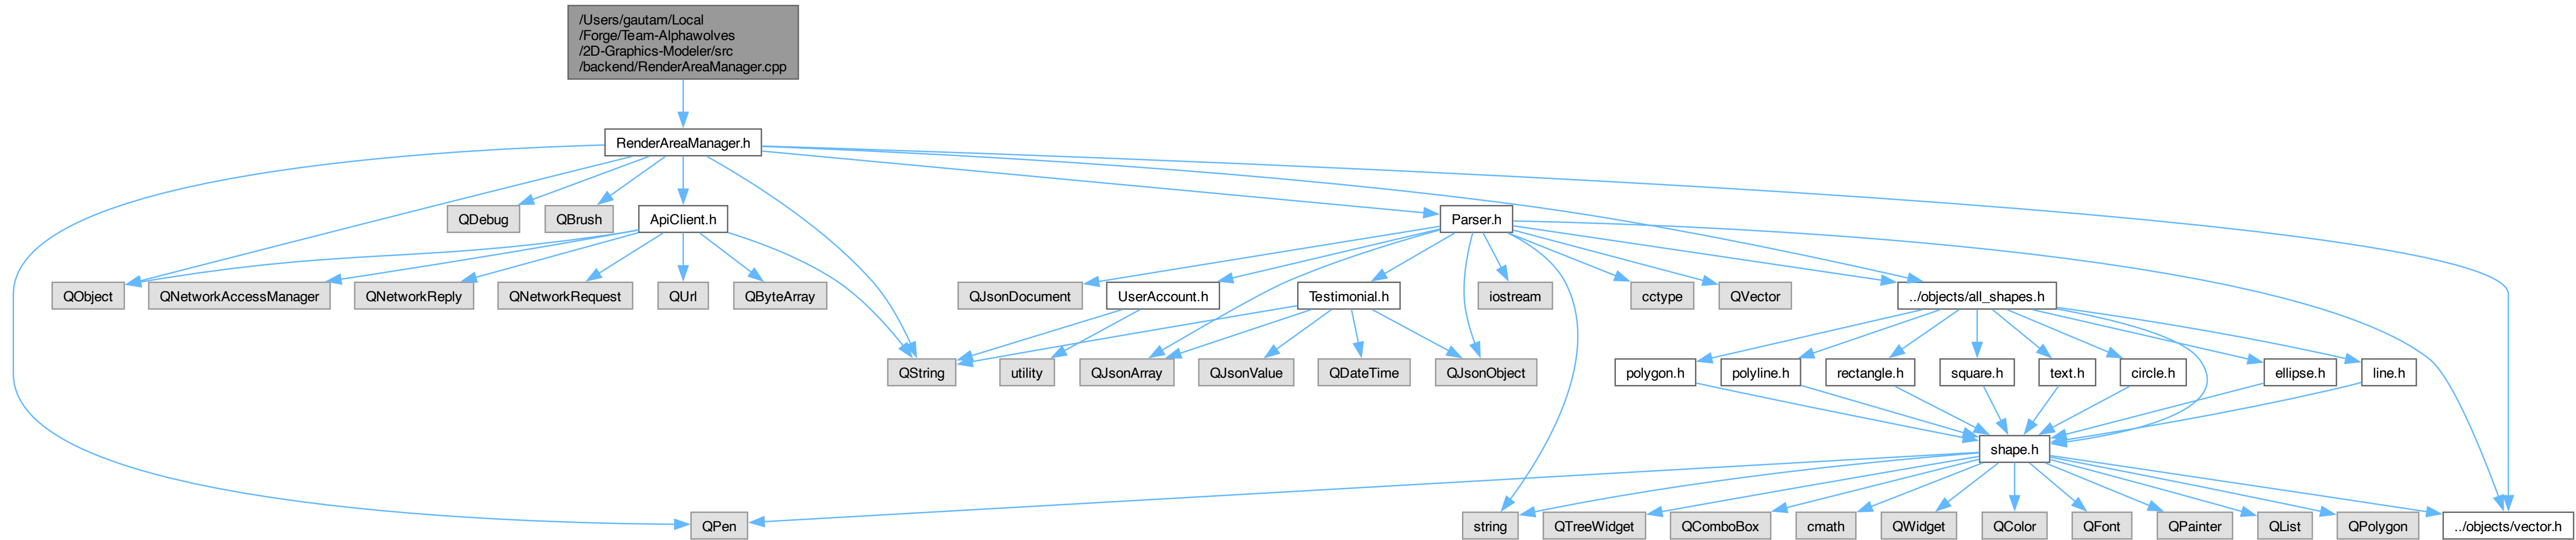 /Users/gautam/Local
/Forge/Team-Alphawolves
/2D-Graphics-Modeler/src
/backend/RenderAreaManager.cpp
RenderAreaManager.h
QDebug
QBrush
ApiClient.h
Parser.h
QObject
QNetworkAccessManager
QNetworkReply
QNetworkRequest
QUrl
QByteArray
QJsonDocument
UserAccount.h
Testimonial.h
iostream
cctype
QVector
../objects/all_shapes.h
QString
utility
QJsonArray
QJsonValue
QDateTime
QJsonObject
polygon.h
polyline.h
rectangle.h
square.h
text.h
circle.h
ellipse.h
line.h
shape.h
QPen
string
QTreeWidget
QComboBox
cmath
QWidget
QColor
QFont
QPainter
QList
QPolygon
../objects/vector.h